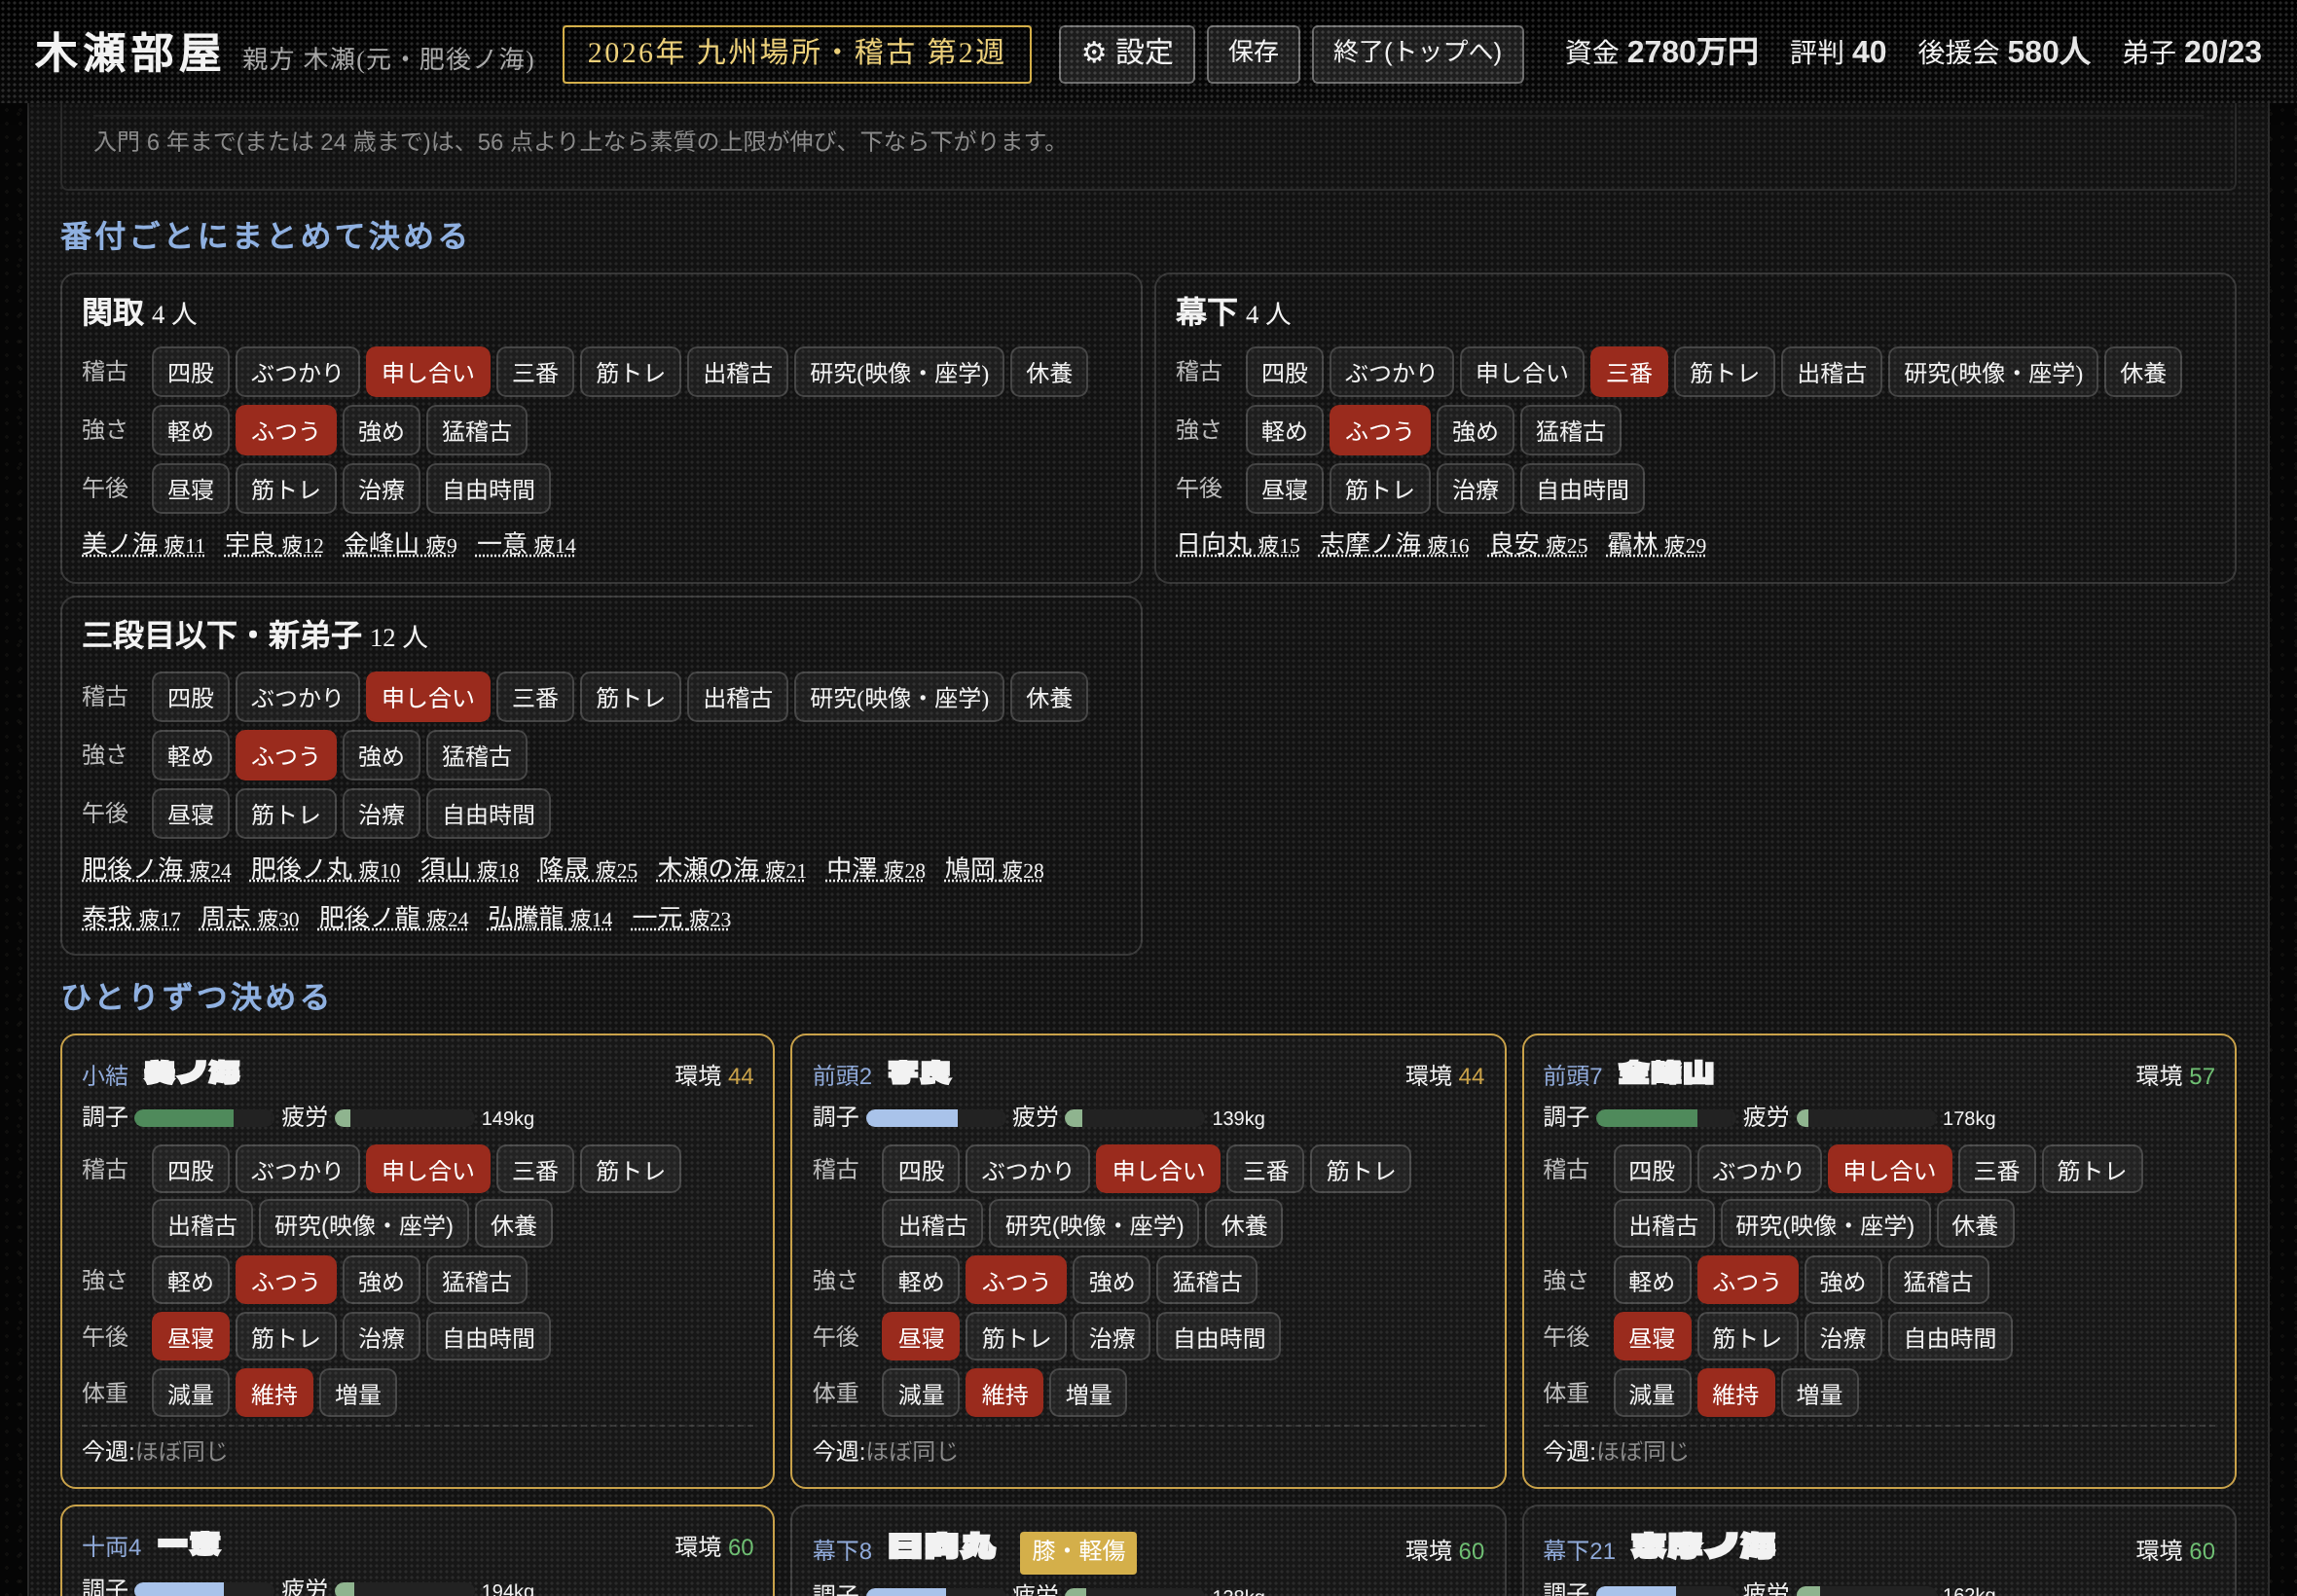 木瀬部屋 親方 木瀬(元・肥後ノ海) 2026年 九州場所・稽古 第2週 ⚙ 設定 保存 終了(トップへ) 資金 2780万円 評判 40 後援会 580人 弟子 20/23
入門 6 年まで(または 24 歳まで)は、56 点より上なら素質の上限が伸び、下なら下がります。
番付ごとにまとめて決める
関取 4 人
稽古 四股 ぶつかり 申し合い 三番 筋トレ 出稽古 研究(映像・座学) 休養
強さ 軽め ふつう 強め 猛稽古
午後 昼寝 筋トレ 治療 自由時間
美ノ海 疲11 宇良 疲12 金峰山 疲9 一意 疲14
幕下 4 人
稽古 四股 ぶつかり 申し合い 三番 筋トレ 出稽古 研究(映像・座学) 休養
強さ 軽め ふつう 強め 猛稽古
午後 昼寝 筋トレ 治療 自由時間
日向丸 疲15 志摩ノ海 疲16 良安 疲25 靏林 疲29
三段目以下・新弟子 12 人
稽古 四股 ぶつかり 申し合い 三番 筋トレ 出稽古 研究(映像・座学) 休養
強さ 軽め ふつう 強め 猛稽古
午後 昼寝 筋トレ 治療 自由時間
肥後ノ海 疲24 肥後ノ丸 疲10 須山 疲18 隆晟 疲25 木瀬の海 疲21 中澤 疲28 鳩岡 疲28
泰我 疲17 周志 疲30 肥後ノ龍 疲24 弘騰龍 疲14 一元 疲23
ひとりずつ決める
小結 美ノ海 環境 44
調子 疲労 149kg
稽古 四股 ぶつかり 申し合い 三番 筋トレ
出稽古 研究(映像・座学) 休養
強さ 軽め ふつう 強め 猛稽古
午後 昼寝 筋トレ 治療 自由時間
体重 減量 維持 増量
今週:ほぼ同じ
前頭2 宇良 環境 44
調子 疲労 139kg
稽古 四股 ぶつかり 申し合い 三番 筋トレ
出稽古 研究(映像・座学) 休養
強さ 軽め ふつう 強め 猛稽古
午後 昼寝 筋トレ 治療 自由時間
体重 減量 維持 増量
今週:ほぼ同じ
前頭7 金峰山 環境 57
調子 疲労 178kg
稽古 四股 ぶつかり 申し合い 三番 筋トレ
出稽古 研究(映像・座学) 休養
強さ 軽め ふつう 強め 猛稽古
午後 昼寝 筋トレ 治療 自由時間
体重 減量 維持 増量
今週:ほぼ同じ
十両4 一意 環境 60
調子 疲労 194kg
幕下8 日向丸 膝・軽傷 環境 60
調子 疲労 138kg
幕下21 志摩ノ海 環境 60
調子 疲労 162kg